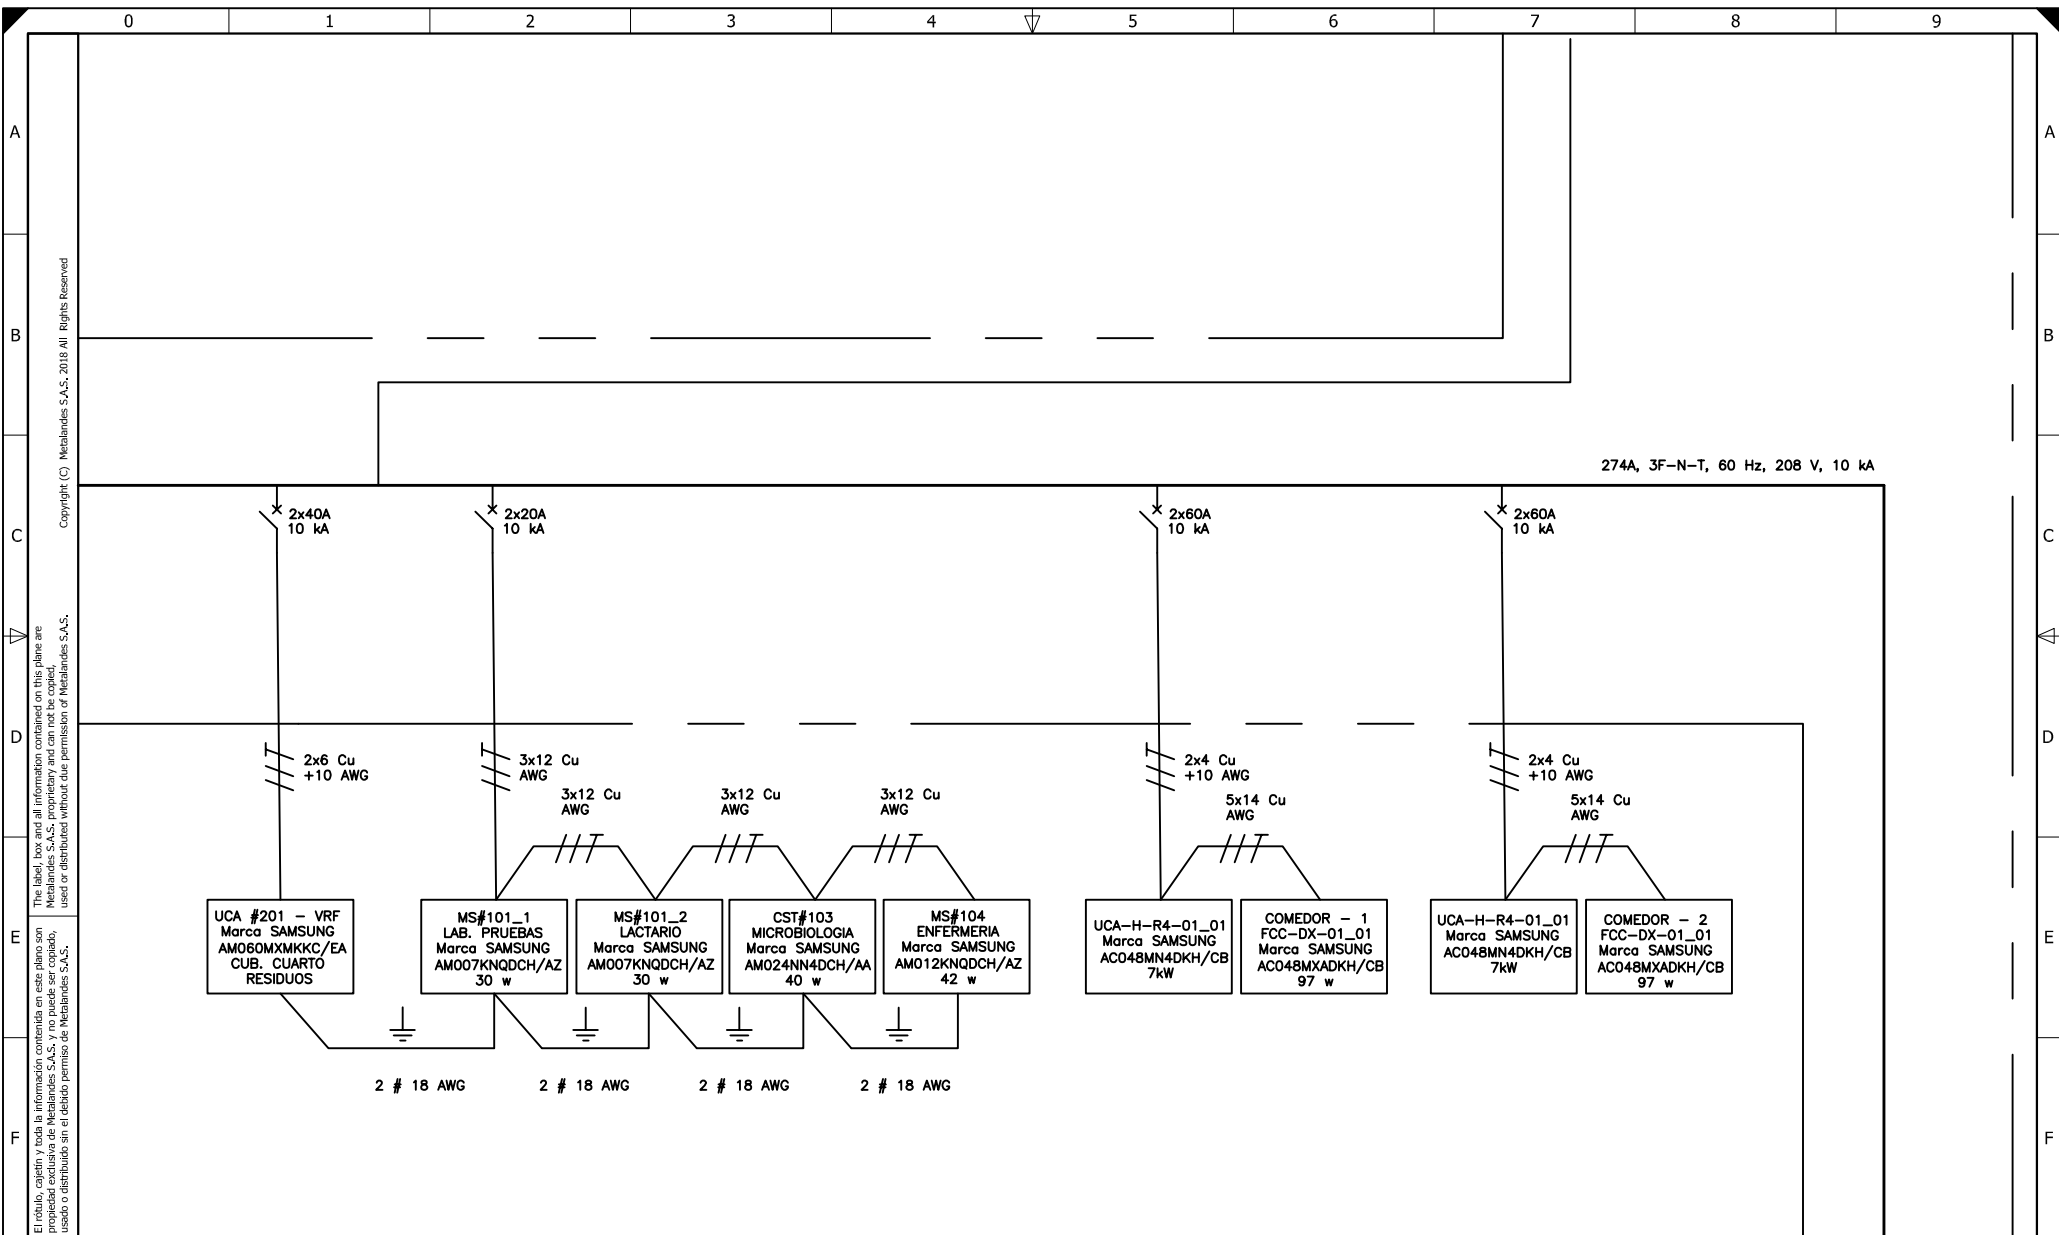 0 1 2 3 4 5 6 7 8 9
A
A
B
B
C
C
D
D
E
E
F
F
Copyright (C) Metalandes S.A.S. 2018 All Rights Reserved
The label, box and all information contained on this plane are
Metalandes S.A.S. proprietary and can not be copied,
used or distributed without due permission of Metalandes S.A.S.
El rótulo, cajetín y toda la información contenida en este plano son
propiedad exclusiva de Metalandes S.A.S. y no puede ser copiado,
usado o distribuido sin el debido permiso de Metalandes S.A.S.
274A, 3F-N-T, 60 Hz, 208 V, 10 kA
2x40A
10 kA
2x20A
10 kA
2x60A
10 kA
2x60A
10 kA
2x6 Cu
+10 AWG
3x12 Cu
AWG
3x12 Cu
AWG
3x12 Cu
AWG
3x12 Cu
AWG
2x4 Cu
+10 AWG
5x14 Cu
AWG
2x4 Cu
+10 AWG
5x14 Cu
AWG
UCA #201 - VRF
Marca SAMSUNG
AM060MXMKKC/EA
CUB. CUARTO
RESIDUOS
MS#101_1
LAB. PRUEBAS
Marca SAMSUNG
AM007KNQDCH/AZ
30 w
MS#101_2
LACTARIO
Marca SAMSUNG
AM007KNQDCH/AZ
30 w
CST#103
MICROBIOLOGIA
Marca SAMSUNG
AM024NN4DCH/AA
40 w
MS#104
ENFERMERIA
Marca SAMSUNG
AM012KNQDCH/AZ
42 w
UCA-H-R4-01_01
Marca SAMSUNG
AC048MN4DKH/CB
7kW
COMEDOR - 1
FCC-DX-01_01
Marca SAMSUNG
AC048MXADKH/CB
97 w
UCA-H-R4-01_01
Marca SAMSUNG
AC048MN4DKH/CB
7kW
COMEDOR - 2
FCC-DX-01_01
Marca SAMSUNG
AC048MXADKH/CB
97 w
2 # 18 AWG
2 # 18 AWG
2 # 18 AWG
2 # 18 AWG